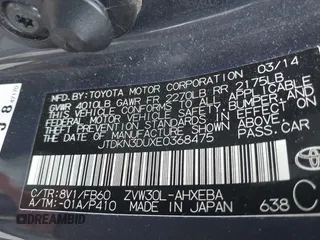 MFD BY: TOYOTA MOTOR CORPORATION 03/14
GVWR 4010LB GAWR FR 2270LB RR 2175LB
THIS VEHICLE CONFORMS TO ALL APPLICABLE
FEDERAL MOTOR VEHICLE SAFETY, BUMPER, AND
THEFT PREVENTION STANDARDS IN EFFECT ON
THE DATE OF MANUFACTURE SHOWN ABOVE.
JTDKN3DUXE0368475 PASS. CAR
C/TR: 8V1/FB60 ZVW30L-AHXEBA
A/TM: -01A/P410 MADE IN JAPAN 638 C
TOYOTA
J 8